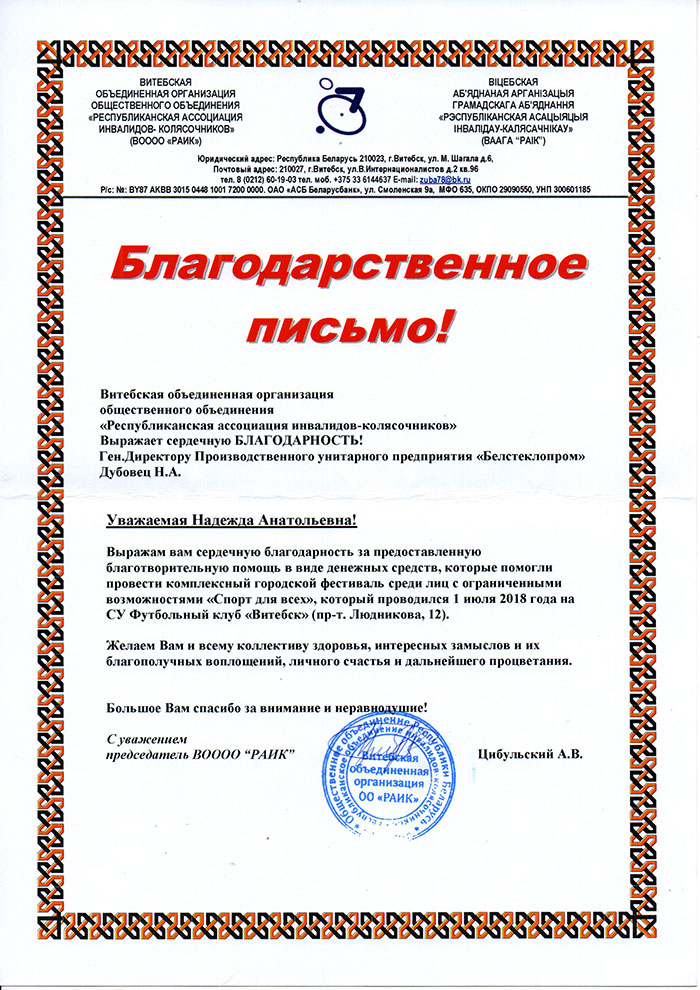 ВИТЕБСКАЯ
ОБЪЕДИНЕННАЯ ОРГАНИЗАЦИЯ
ОБЩЕСТВЕННОГО ОБЪЕДИНЕНИЯ
«РЕСПУБЛИКАНСКАЯ АССОЦИАЦИЯ
ИНВАЛИДОВ- КОЛЯСОЧНИКОВ»
(ВОООО «РАИК»)
ВІЦЕБСКАЯ
АБ'ЯДНАНАЯ АРГАНІЗАЦЫЯ
ГРАМАДСКАГА АБ'ЯДНАННЯ
«РЭСПУБЛІКАНСКАЯ АСАЦЫЯЦЫЯ
ІНВАЛІДАУ-КАЛЯСАЧНІКАУ»
(ВААГА “РАІК”)
Юридический адрес: Республика Беларусь 210023, г.Витебск, ул. М. Шагала д.6,
Почтовый адрес: 210027, г.Витебск, ул.В.Интернационалистов д.2 кв.96
тел. 8 (0212) 60-19-03 тел. моб. +375 33 6144637 E-mail: zuba78@bk.ru
Р/с: №: BY87 AKBB 3015 0448 1001 7200 0000. ОАО «АСБ Беларусбанк», ул. Смоленская 9а, МФО 635, ОКПО 29090550, УНП 300601185
Благодарственное
письмо!
Витебская объединенная организация
общественного объединения
«Республиканская ассоциация инвалидов-колясочников»
Выражает сердечную БЛАГОДАРНОСТЬ!
Ген.Директору Производственного унитарного предприятия «Белстеклопром»
Дубовец Н.А.
Уважаемая Надежда Анатольевна!
Выражам вам сердечную благодарность за предоставленную
благотворительную помощь в виде денежных средств, которые помогли
провести комплексный городской фестиваль среди лиц с ограниченными
возможностями «Спорт для всех», который проводился 1 июля 2018 года на
СУ Футбольный клуб «Витебск» (пр-т. Людникова, 12).
Желаем Вам и всему коллективу здоровья, интересных замыслов и их
благополучных воплощений, личного счастья и дальнейшего процветания.
Большое Вам спасибо за внимание и неравнодушие!
С уважением
председатель ВОООО “РАИК”
Цибульский А.В.
Общественное объединение Республики Беларусь
Витебская
объединенная
организация
ОО «РАИК»